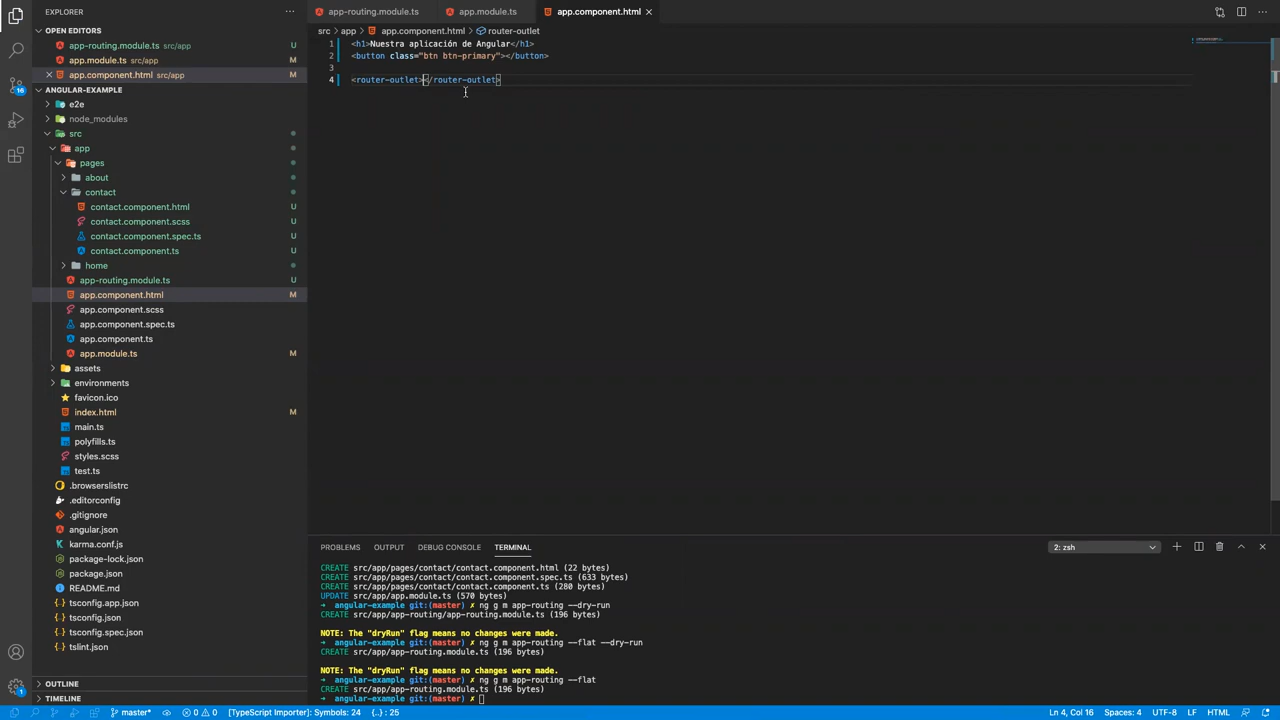 EXPLORER
app-routing.module.ts
app.module.ts
app.component.html
OPEN EDITORS
app-routing.module.ts src/app U
app.module.ts src/app M
app.component.html src/app M
ANGULAR-EXAMPLE
e2e
node_modules
src
app
pages
about
contact
contact.component.html U
contact.component.scss U
contact.component.spec.ts U
contact.component.ts U
home
app-routing.module.ts U
app.component.html M
app.component.scss
app.component.spec.ts
app.component.ts
app.module.ts M
assets
environments
favicon.ico
index.html M
main.ts
polyfills.ts
styles.scss
test.ts
.browserslistrc
.editorconfig
.gitignore
angular.json
karma.conf.js
package-lock.json
package.json
README.md
tsconfig.app.json
tsconfig.json
tsconfig.spec.json
tslint.json
OUTLINE
TIMELINE
16
1
src > app > app.component.html > router-outlet
1 <h1>Nuestra aplicación de Angular</h1>
2 <button class="btn btn-primary"></button>
3
4 <router-outlet></router-outlet>
PROBLEMS OUTPUT DEBUG CONSOLE TERMINAL 2: zsh
CREATE src/app/pages/contact/contact.component.html (22 bytes)
CREATE src/app/pages/contact/contact.component.spec.ts (633 bytes)
CREATE src/app/pages/contact/contact.component.ts (280 bytes)
UPDATE src/app/app.module.ts (570 bytes)
➜ angular-example git:(master) ✗ ng g m app-routing --dry-run
CREATE src/app/app-routing/app-routing.module.ts (196 bytes)
NOTE: The "dryRun" flag means no changes were made.
➜ angular-example git:(master) ✗ ng g m app-routing --flat --dry-run
CREATE src/app/app-routing.module.ts (196 bytes)
NOTE: The "dryRun" flag means no changes were made.
➜ angular-example git:(master) ✗ ng g m app-routing --flat
CREATE src/app/app-routing.module.ts (196 bytes)
➜ angular-example git:(master) ✗
master* 0 0 [TypeScript Importer]: Symbols: 24 {..} : 25 Ln 4, Col 16 Spaces: 4 UTF-8 LF HTML